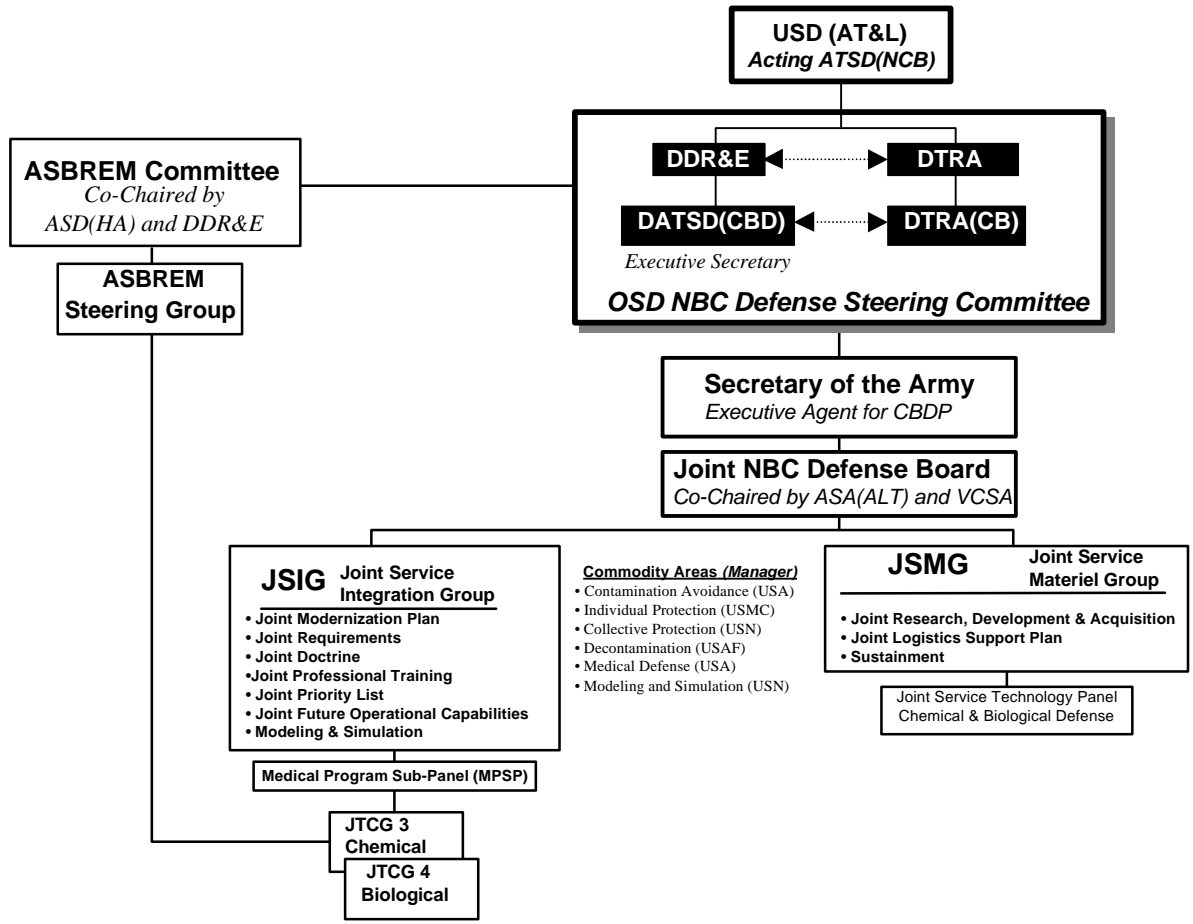 USD (AT&L)
Acting ATSD(NCB)
DDR&E
DTRA
DATSD(CBD)
DTRA(CB)
Executive Secretary
OSD NBC Defense Steering Committee
ASBREM Committee
Co-Chaired by
ASD(HA) and DDR&E
ASBREM
Steering Group
Secretary of the Army
Executive Agent for CBDP
Joint NBC Defense Board
Co-Chaired by ASA(ALT) and VCSA
JSIG Joint Service
Integration Group
• Joint Modernization Plan
• Joint Requirements
• Joint Doctrine
•Joint Professional Training
• Joint Priority List
• Joint Future Operational Capabilities
• Modeling & Simulation
Commodity Areas (Manager)
• Contamination Avoidance (USA)
• Individual Protection (USMC)
• Collective Protection (USN)
• Decontamination (USAF)
• Medical Defense (USA)
• Modeling and Simulation (USN)
JSMG Joint Service
Materiel Group
• Joint Research, Development & Acquisition
• Joint Logistics Support Plan
• Sustainment
Joint Service Technology Panel
Chemical & Biological Defense
Medical Program Sub-Panel (MPSP)
JTCG 3
Chemical
JTCG 4
Biological